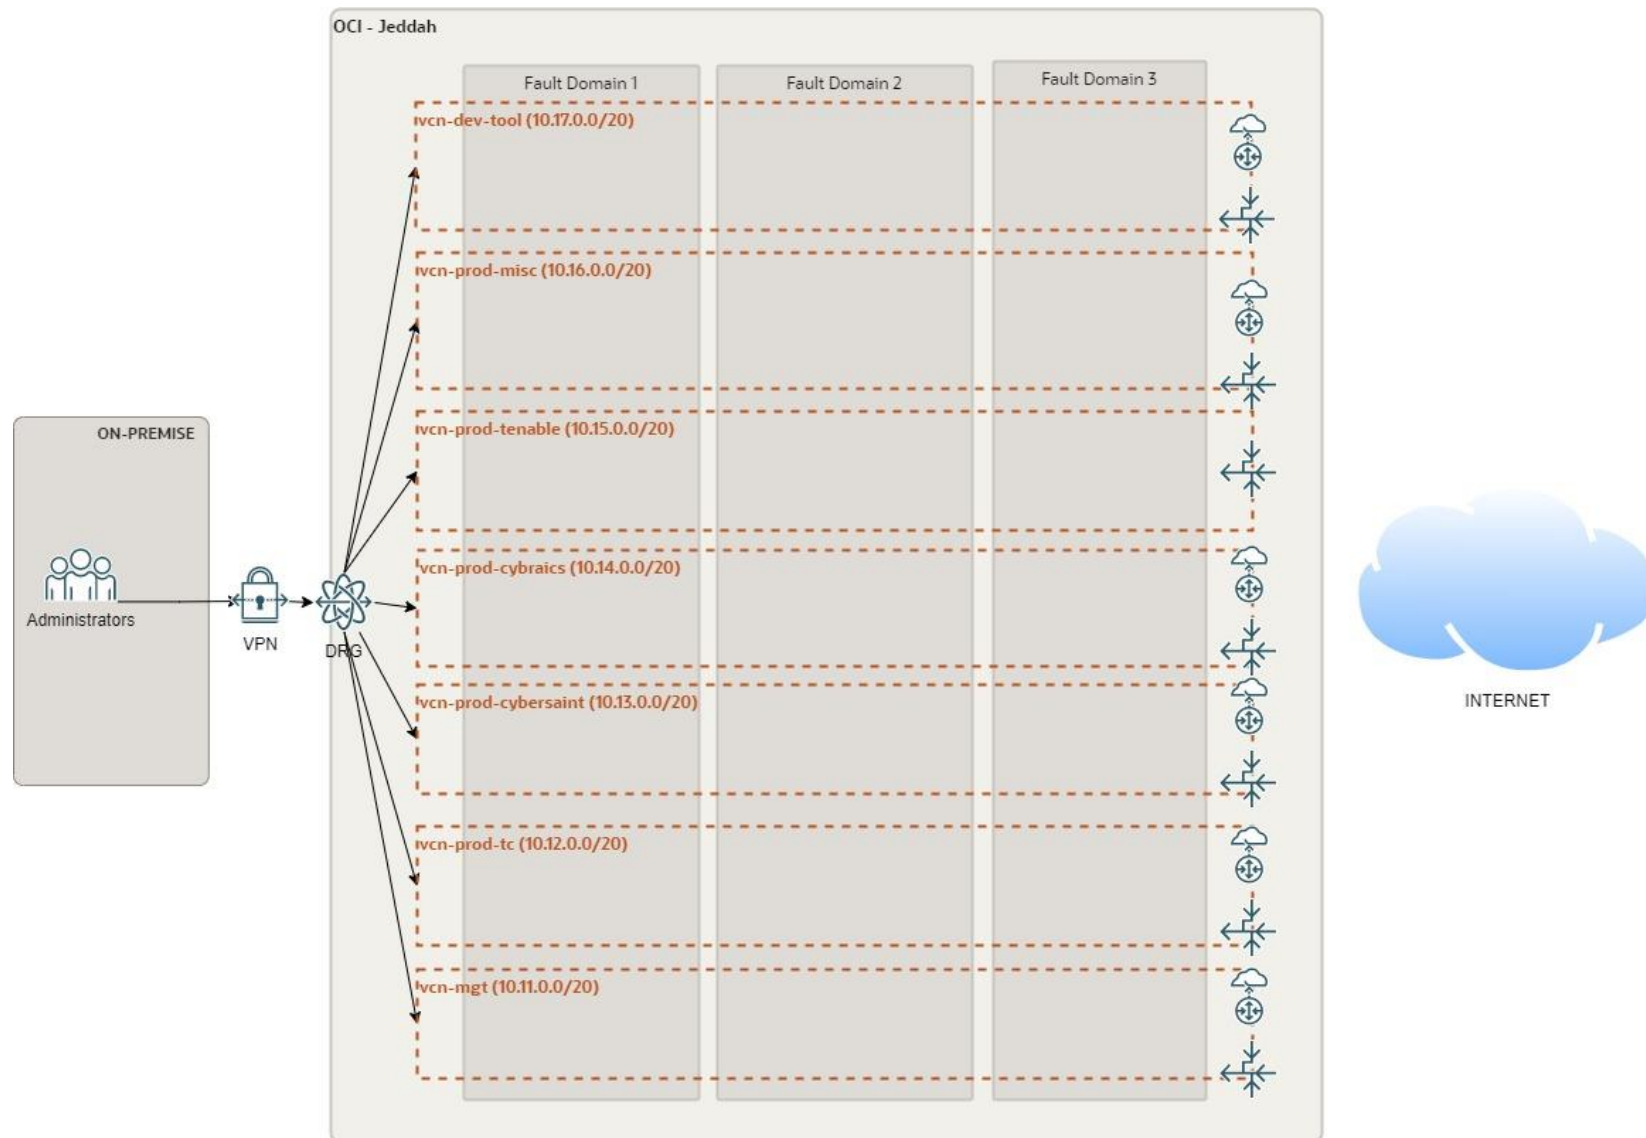 OCI - Jeddah
Fault Domain 1
Fault Domain 2
Fault Domain 3
vcn-dev-tool (10.17.0.0/20)
vcn-prod-misc (10.16.0.0/20)
vcn-prod-tenable (10.15.0.0/20)
ON-PREMISE
vcn-prod-cybraics (10.14.0.0/20)
Administrators
VPN
DRG
vcn-prod-cybersaint (10.13.0.0/20)
INTERNET
vcn-prod-tc (10.12.0.0/20)
vcn-mgt (10.11.0.0/20)